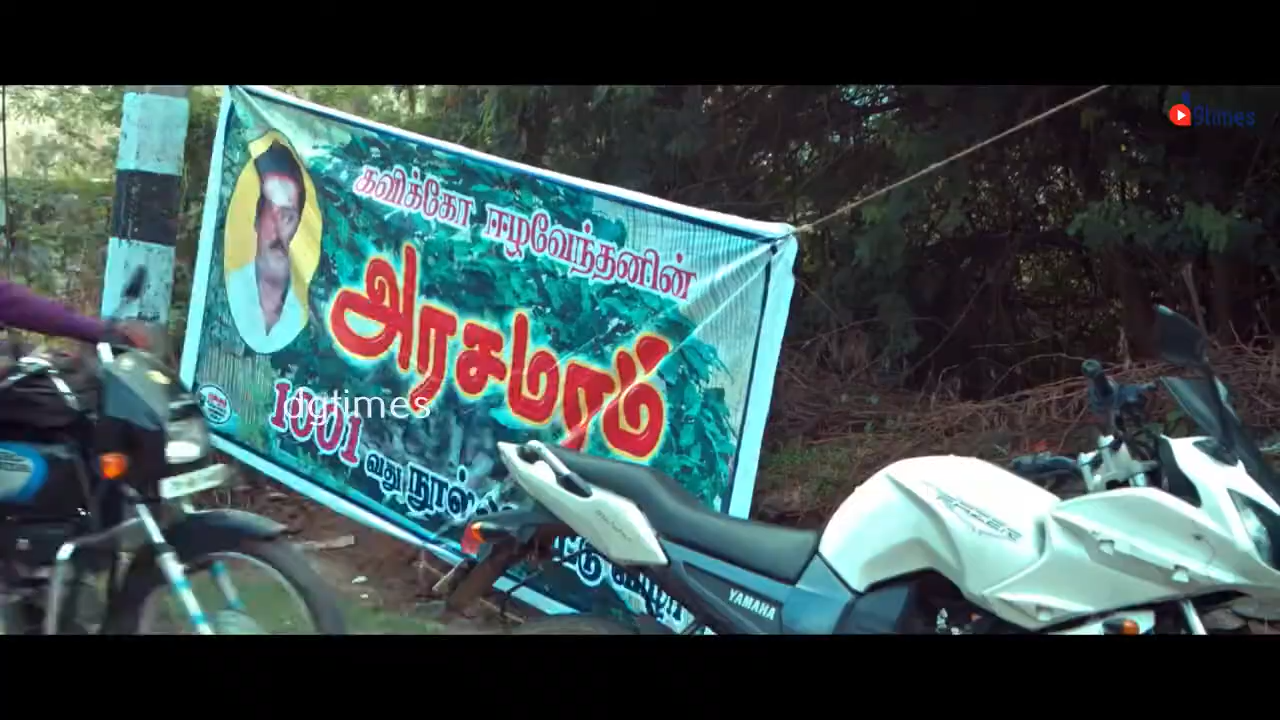 கவிக்கோ ஈழவேந்தனின்
அரசமரம்
1001 வது நூல்
dgtimes
YAMAHA